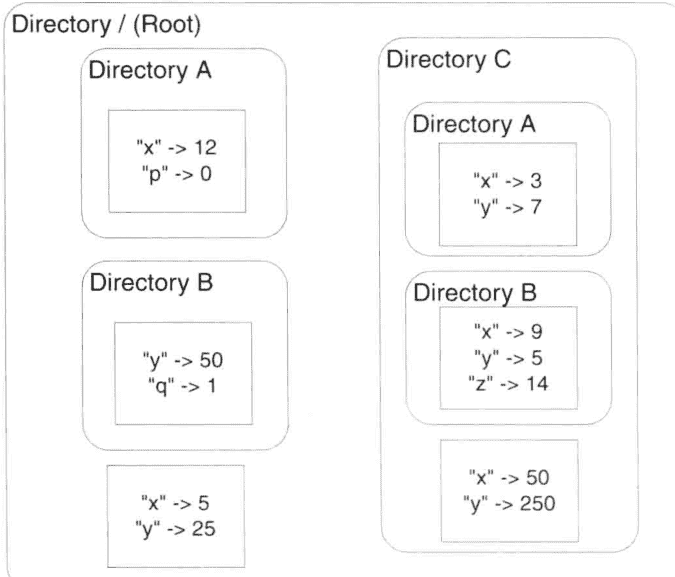 Directory / (Root)
Directory A
"x" -> 12
"p" -> 0
Directory B
"y" -> 50
"q" -> 1
"x" -> 5
"y" -> 25
Directory C
Directory A
"x" -> 3
"y" -> 7
Directory B
"x" -> 9
"y" -> 5
"z" -> 14
"x" -> 50
"y" -> 250